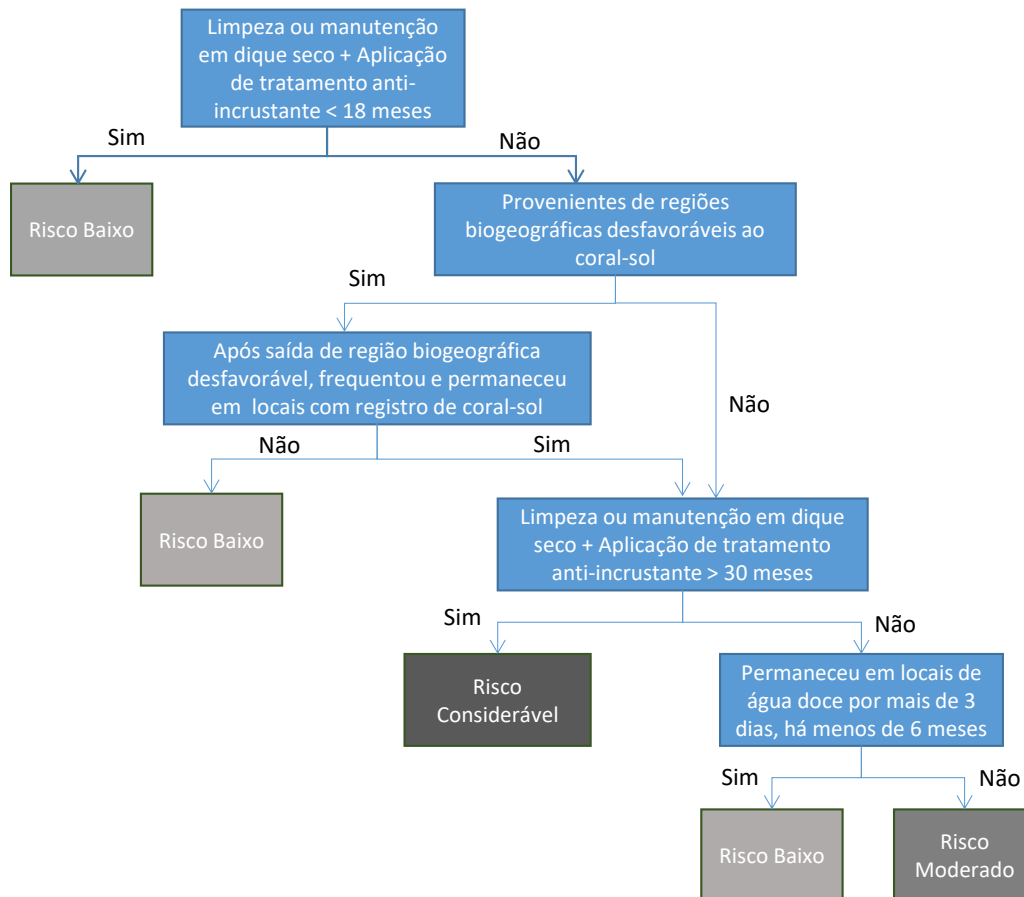 Limpeza ou manutenção
em dique seco + Aplicação
de tratamento anti-
incrustante < 18 meses
Sim
Não
Risco Baixo
Provenientes de regiões
biogeográficas desfavoráveis ao
coral-sol
Sim
Não
Após saída de região biogeográfica
desfavorável, frequentou e permaneceu
em locais com registro de coral-sol
Não
Sim
Risco Baixo
Limpeza ou manutenção em dique
seco + Aplicação de tratamento
anti-incrustante > 30 meses
Sim
Não
Risco
Considerável
Permaneceu em locais de
água doce por mais de 3
dias, há menos de 6 meses
Sim
Não
Risco Baixo
Risco
Moderado